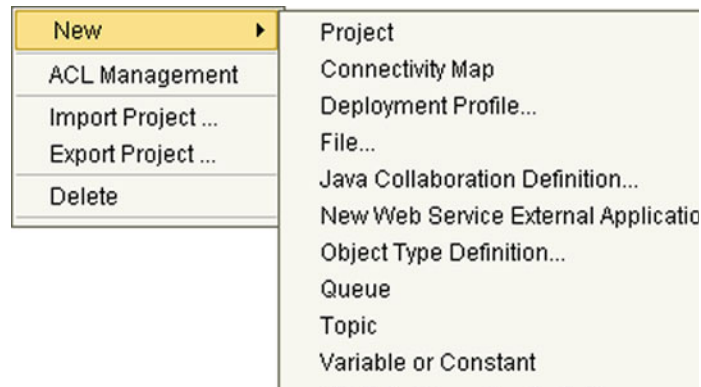 New
ACL Management
Import Project ...
Export Project ...
Delete
Project
Connectivity Map
Deployment Profile...
File...
Java Collaboration Definition...
New Web Service External Applicatio
Object Type Definition...
Queue
Topic
Variable or Constant